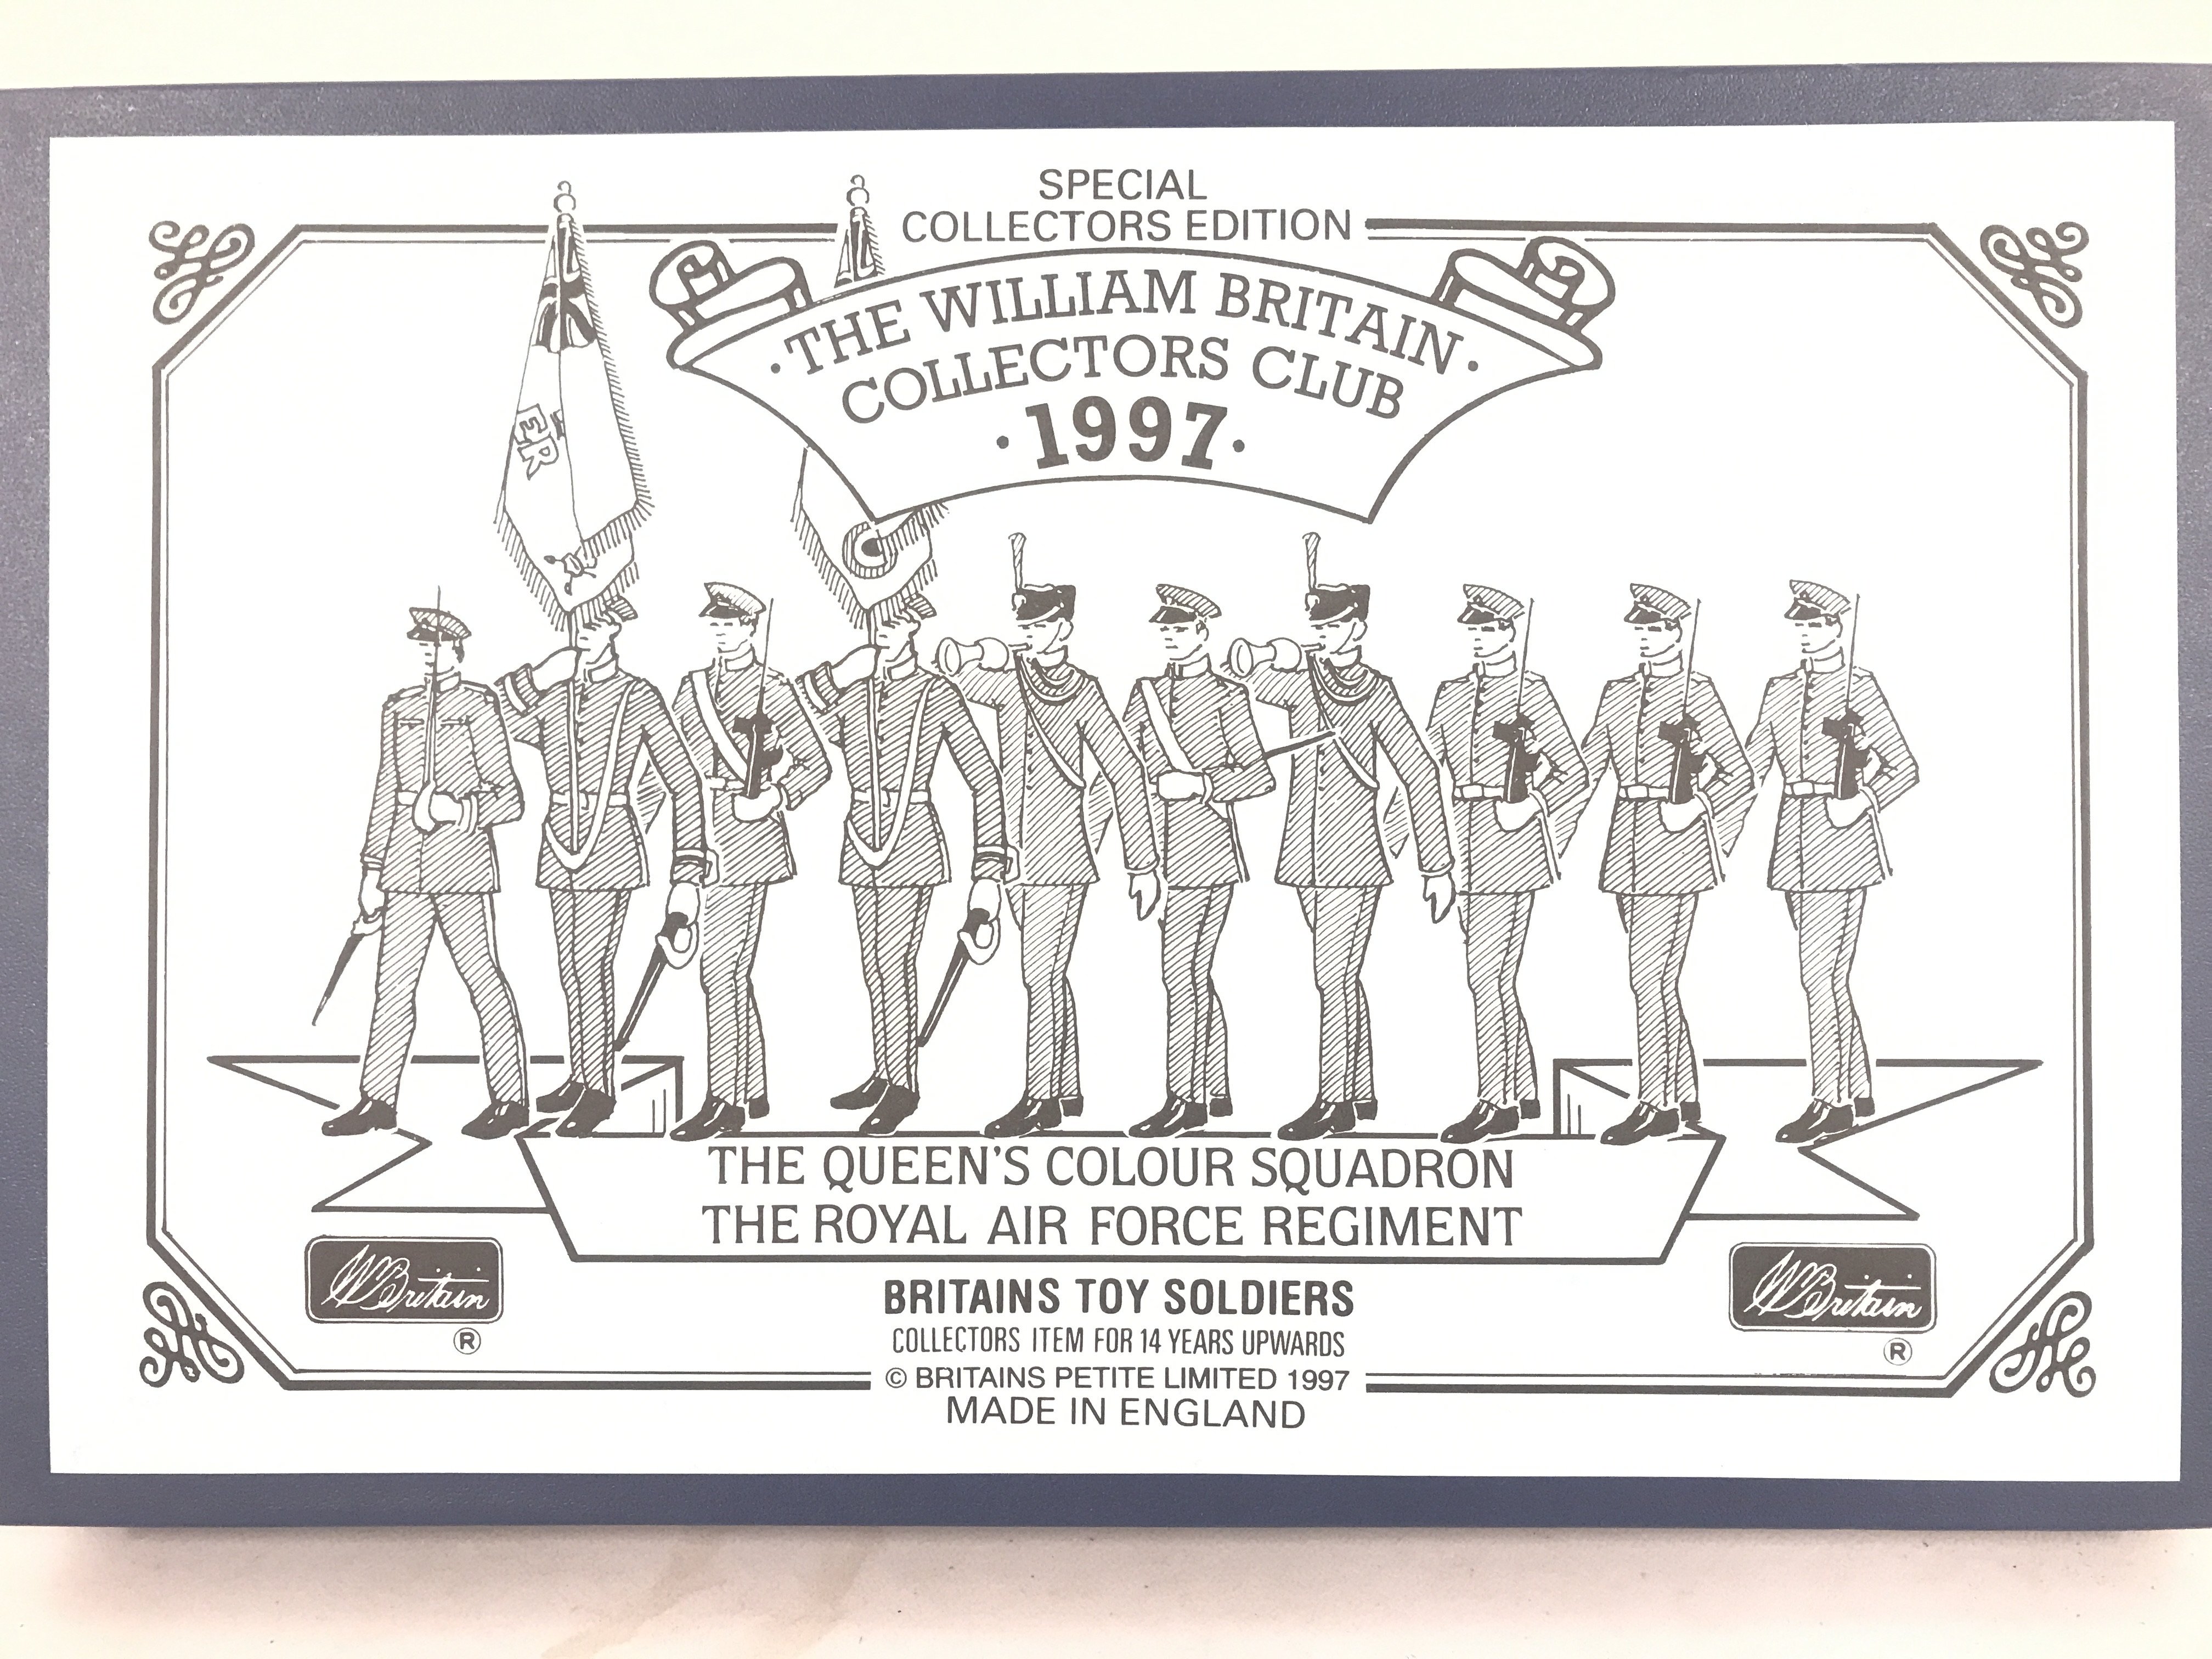 SPECIAL
COLLECTORS EDITION
·THE WILLIAM BRITAIN·
COLLECTORS CLUB
·1997·
ER
THE QUEEN'S COLOUR SQUADRON
THE ROYAL AIR FORCE REGIMENT
W Britain
®
W Britain
®
BRITAINS TOY SOLDIERS
COLLECTORS ITEM FOR 14 YEARS UPWARDS
© BRITAINS PETITE LIMITED 1997
MADE IN ENGLAND